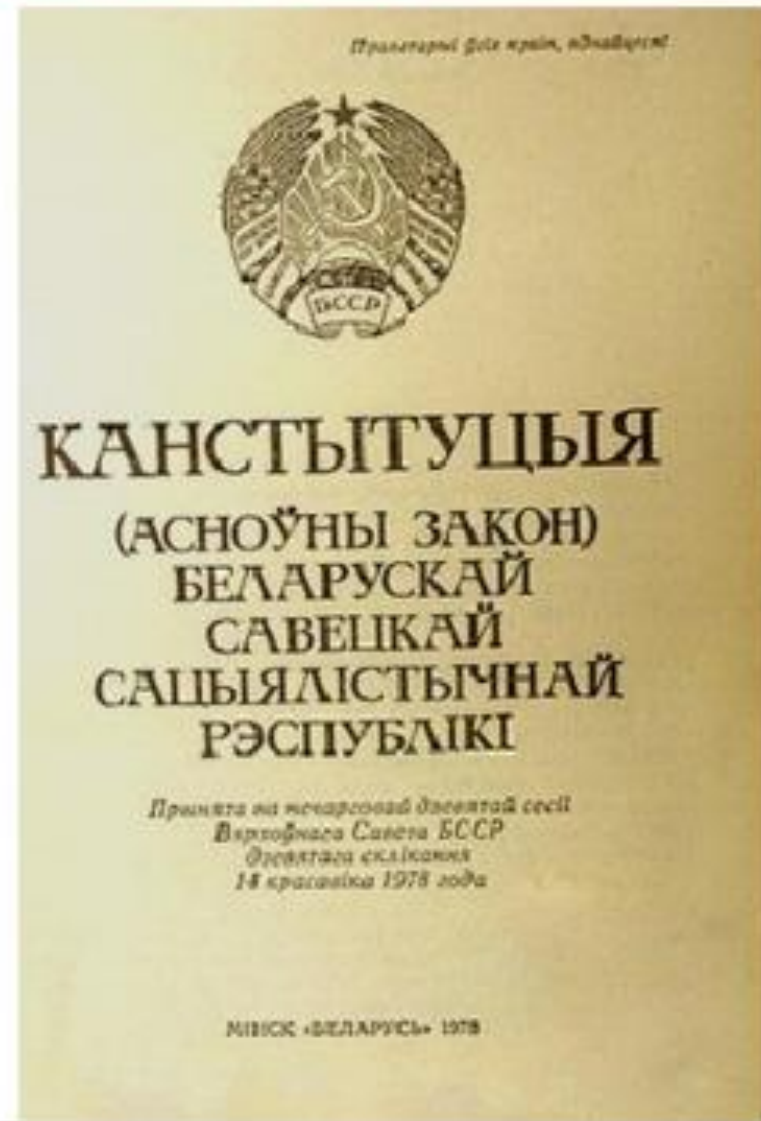 Пралетарыі ўсіх краін, яднайцеся!
БССР
КАНСТЫТУЦЫЯ
(АСНОЎНЫ ЗАКОН)
БЕЛАРУСКАЙ
САВЕЦКАЙ
САЦЫЯЛІСТЫЧНАЙ
РЭСПУБЛІКІ
Прынята на нечарговай дзевятай сесіі
Вярхоўнага Савета БССР
дзевятага склікання
14 красавіка 1978 года
МІНСК «БЕЛАРУСЬ» 1978